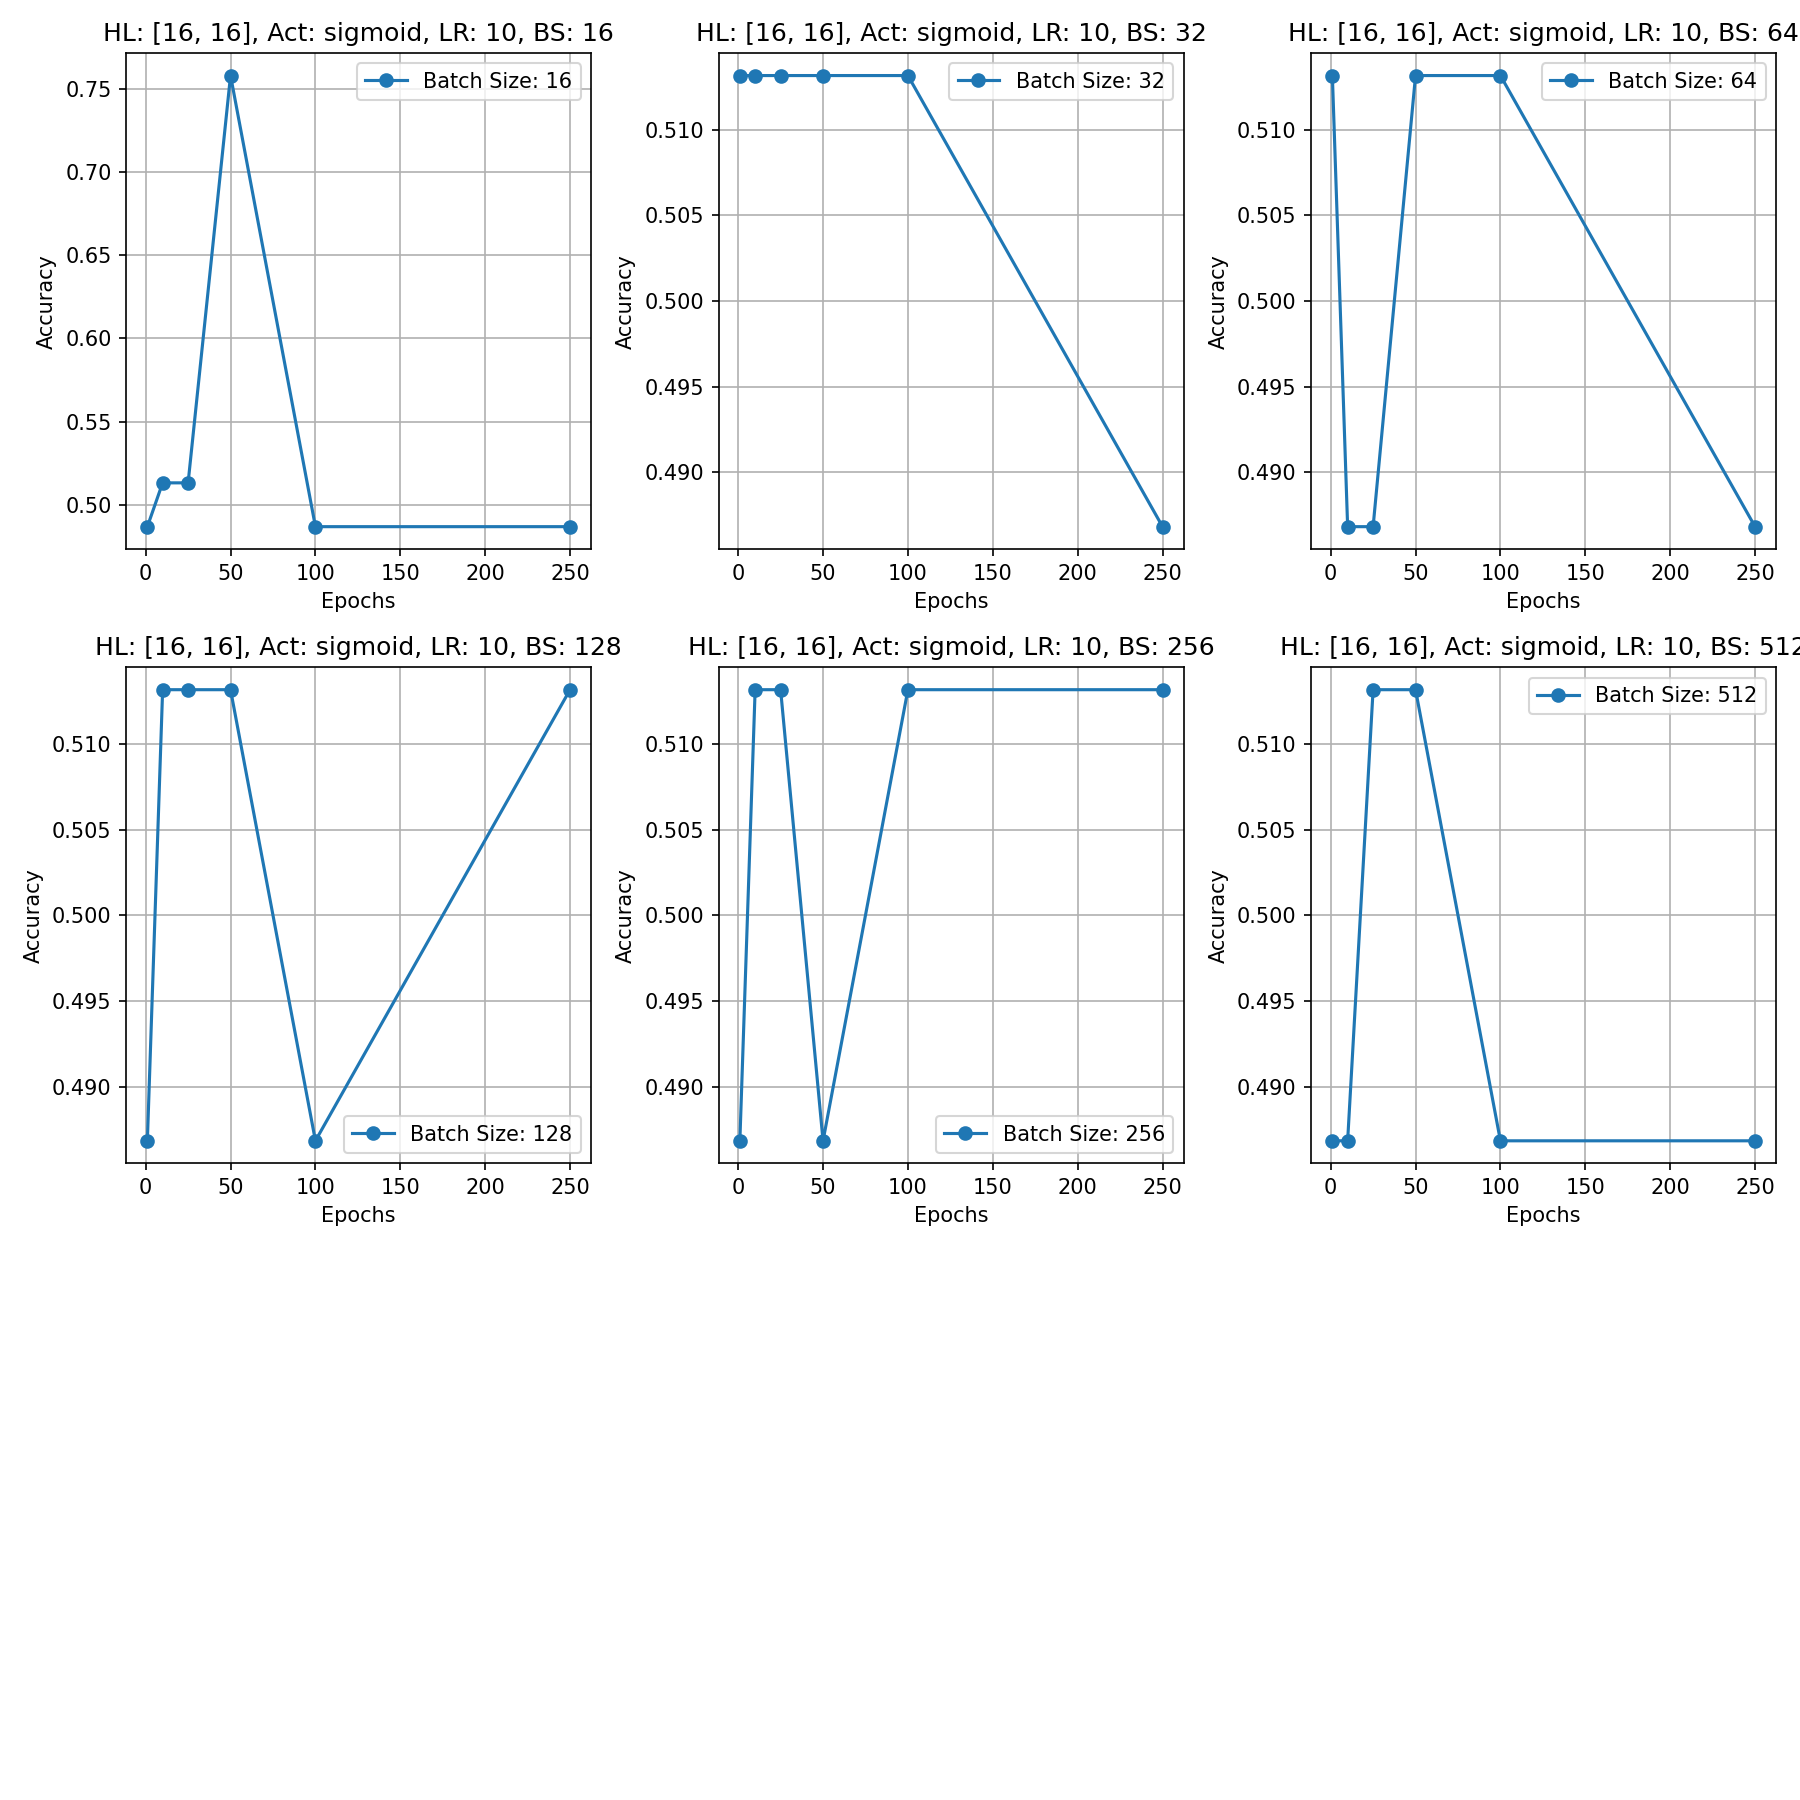 HL: [16, 16], Act: sigmoid, LR: 10, BS: 16
Batch Size: 16
0.75
0.70
0.65
0.60
0.55
0.50
Accuracy
0 50 100 150 200 250
Epochs
HL: [16, 16], Act: sigmoid, LR: 10, BS: 32
Batch Size: 32
0.510
0.505
0.500
0.495
0.490
Accuracy
0 50 100 150 200 250
Epochs
HL: [16, 16], Act: sigmoid, LR: 10, BS: 64
Batch Size: 64
0.510
0.505
0.500
0.495
0.490
Accuracy
0 50 100 150 200 250
Epochs
HL: [16, 16], Act: sigmoid, LR: 10, BS: 128
0.510
0.505
0.500
0.495
0.490
Accuracy
Batch Size: 128
0 50 100 150 200 250
Epochs
HL: [16, 16], Act: sigmoid, LR: 10, BS: 256
0.510
0.505
0.500
0.495
0.490
Accuracy
Batch Size: 256
0 50 100 150 200 250
Epochs
HL: [16, 16], Act: sigmoid, LR: 10, BS: 512
Batch Size: 512
0.510
0.505
0.500
0.495
0.490
Accuracy
0 50 100 150 200 250
Epochs